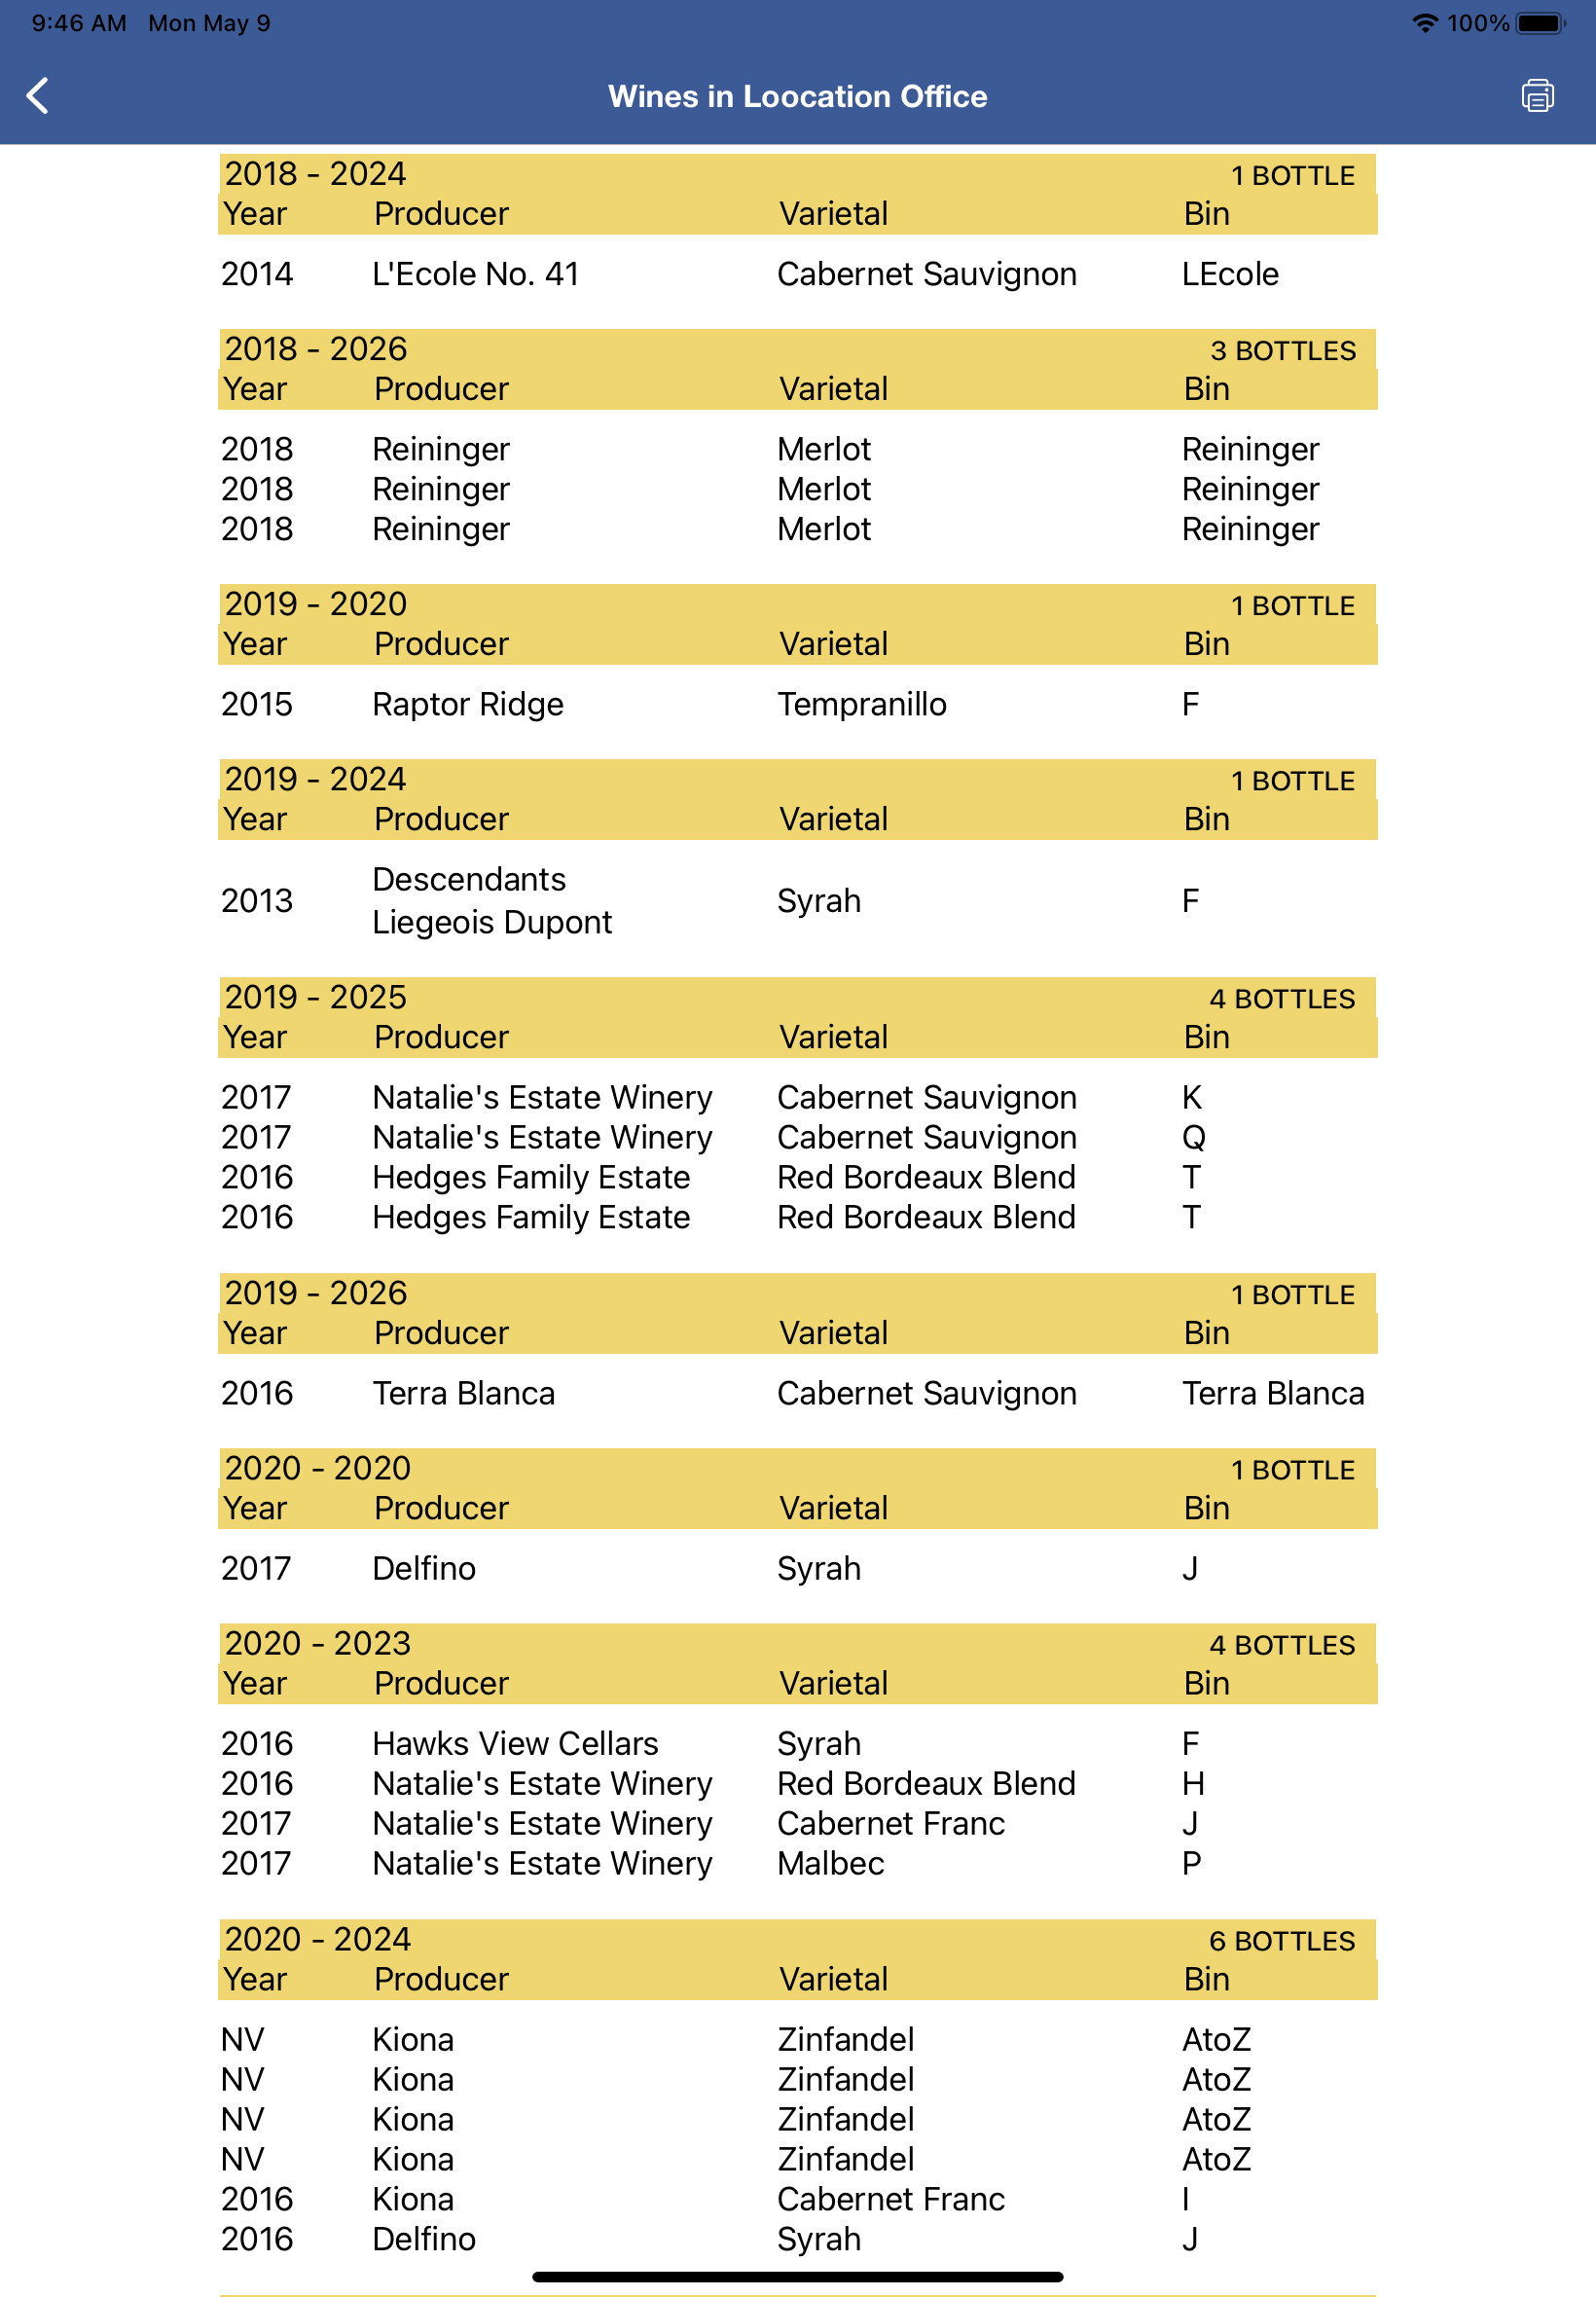 9:46 AM Mon May 9 100%
Wines in Loocation Office
2018 - 2024 1 BOTTLE
Year Producer Varietal Bin
2014 L'Ecole No. 41 Cabernet Sauvignon LEcole
2018 - 2026 3 BOTTLES
Year Producer Varietal Bin
2018 Reininger Merlot Reininger
2018 Reininger Merlot Reininger
2018 Reininger Merlot Reininger
2019 - 2020 1 BOTTLE
Year Producer Varietal Bin
2015 Raptor Ridge Tempranillo F
2019 - 2024 1 BOTTLE
Year Producer Varietal Bin
2013 Descendants Syrah F
Liegeois Dupont
2019 - 2025 4 BOTTLES
Year Producer Varietal Bin
2017 Natalie's Estate Winery Cabernet Sauvignon K
2017 Natalie's Estate Winery Cabernet Sauvignon Q
2016 Hedges Family Estate Red Bordeaux Blend T
2016 Hedges Family Estate Red Bordeaux Blend T
2019 - 2026 1 BOTTLE
Year Producer Varietal Bin
2016 Terra Blanca Cabernet Sauvignon Terra Blanca
2020 - 2020 1 BOTTLE
Year Producer Varietal Bin
2017 Delfino Syrah J
2020 - 2023 4 BOTTLES
Year Producer Varietal Bin
2016 Hawks View Cellars Syrah F
2016 Natalie's Estate Winery Red Bordeaux Blend H
2017 Natalie's Estate Winery Cabernet Franc J
2017 Natalie's Estate Winery Malbec P
2020 - 2024 6 BOTTLES
Year Producer Varietal Bin
NV Kiona Zinfandel AtoZ
NV Kiona Zinfandel AtoZ
NV Kiona Zinfandel AtoZ
NV Kiona Zinfandel AtoZ
2016 Kiona Cabernet Franc I
2016 Delfino Syrah J